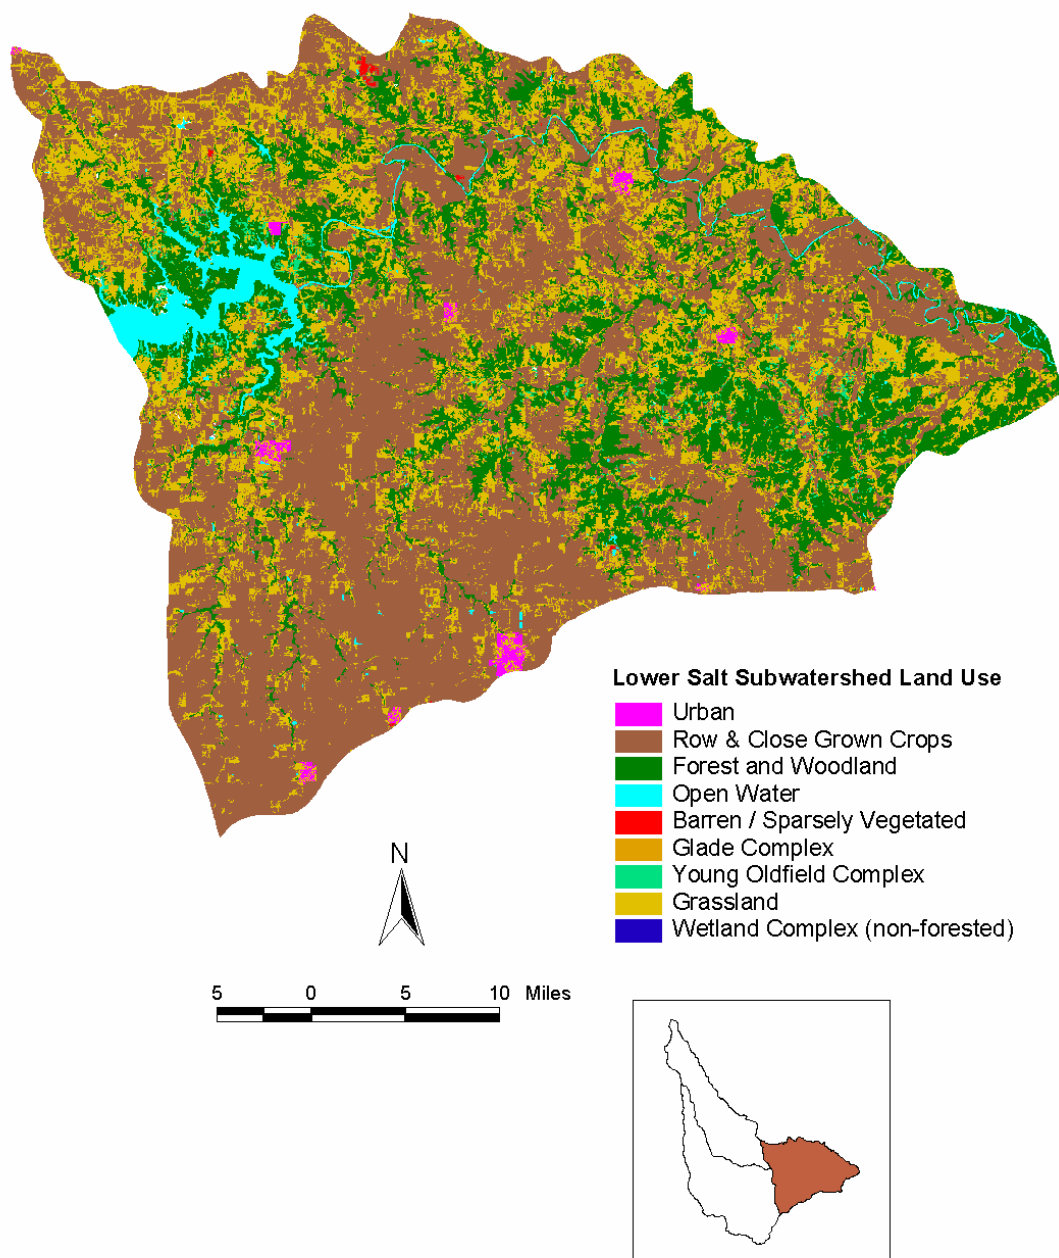 Lower Salt Subwatershed Land Use
Urban
Row & Close Grown Crops
Forest and Woodland
Open Water
Barren / Sparsely Vegetated
Glade Complex
Young Oldfield Complex
Grassland
Wetland Complex (non-forested)
N
5 0 5 10 Miles